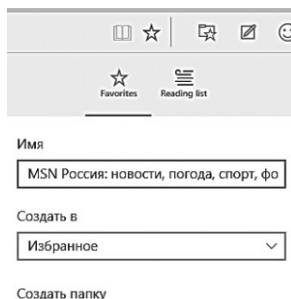 Favorites Reading list
Имя
MSN Россия: новости, погода, спорт, фо
Создать в
Избранное
Создать папку